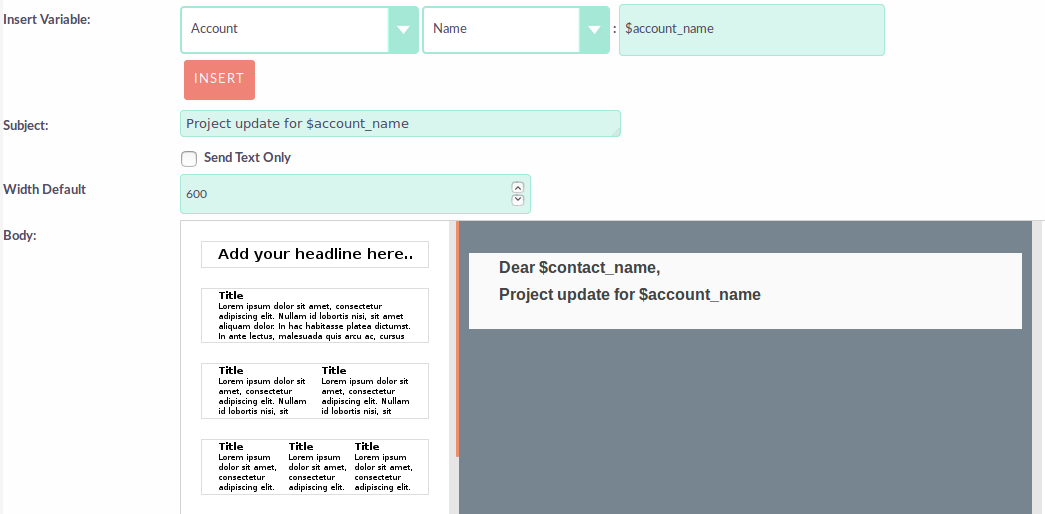 Insert Variable:
Account
Name
:
$account_name
INSERT
Subject:
Project update for $account_name
Send Text Only
Width Default
600
Body:
Add your headline here..
Title
Lorem ipsum dolor sit amet, consectetur
adipiscing elit. Nullam id lobortis nisi, sit amet
aliquam dolor. In hac habitasse platea dictumst.
In ante lectus, malesuada quis arcu ac, cursus
Title
Lorem ipsum dolor sit
amet, consectetur
adipiscing elit. Nullam
id lobortis nisi, sit
Title
Lorem ipsum dolor sit
amet, consectetur
adipiscing elit. Nullam
id lobortis nisi, sit
Title
Lorem ipsum
dolor sit amet,
consectetur
adipiscing elit.
Title
Lorem ipsum
dolor sit amet,
consectetur
adipiscing elit.
Title
Lorem ipsum
dolor sit amet,
consectetur
adipiscing elit.
Dear $contact_name,
Project update for $account_name